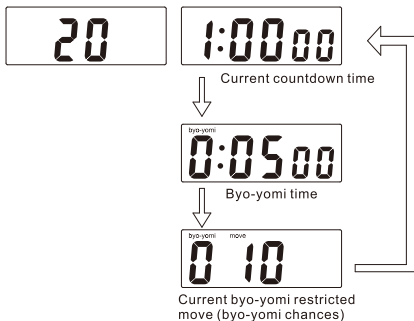 20
1:00 00
Current countdown time
byo-yomi
0:05 00
Byo-yomi time
byo-yomi move
0 10
Current byo-yomi restricted
move (byo-yomi chances)